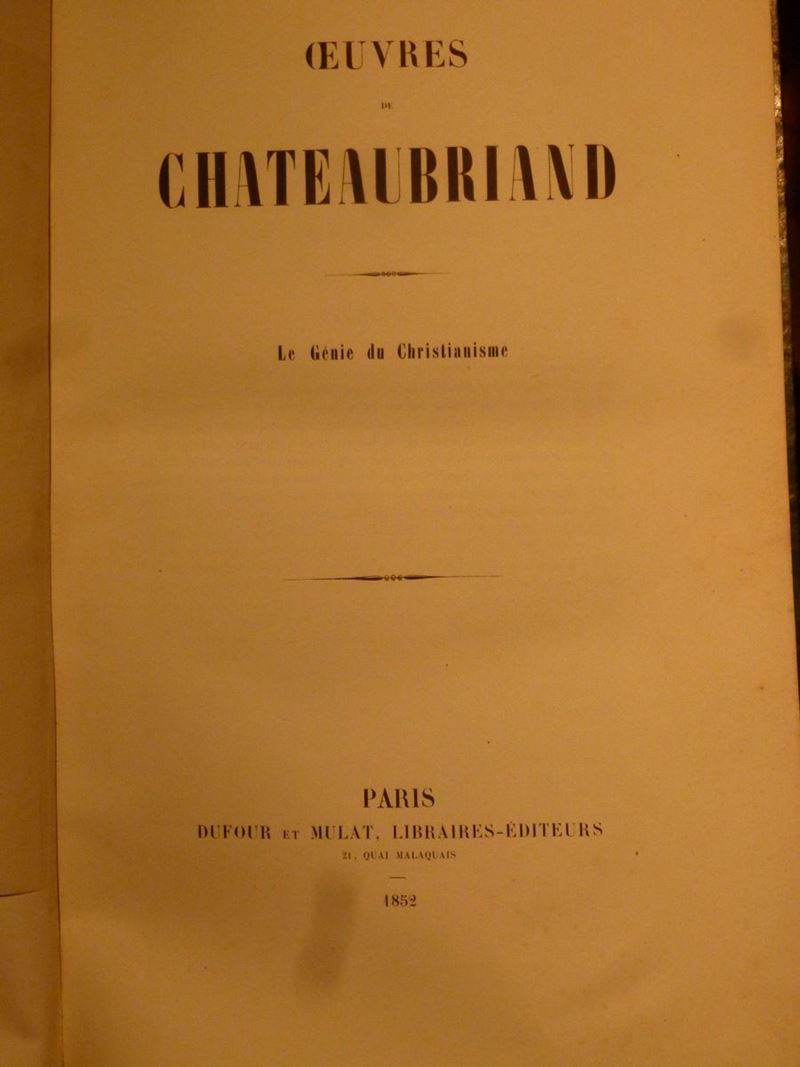 ŒUVRES
DE
CHATEAUBRIAND
Le Génie du Christianisme
PARIS
DUFOUR ET MULAT, LIBRAIRES-ÉDITEURS
21, QUAI MALAQUAIS
1852